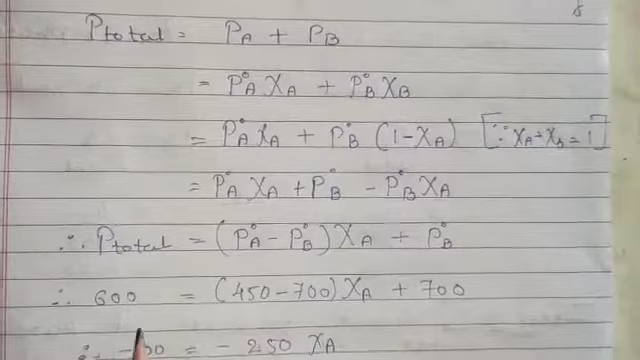 8
Ptotal = PA + PB
= P°A XA + P°B XB
= P°A XA + P°B (1-XA) [∵ XA+XB = 1]
= P°A XA + P°B - P°B XA
∴ Ptotal = (P°A - P°B) XA + P°B
∴ 600 = (450-700) XA + 700
∴ = - 250 XA